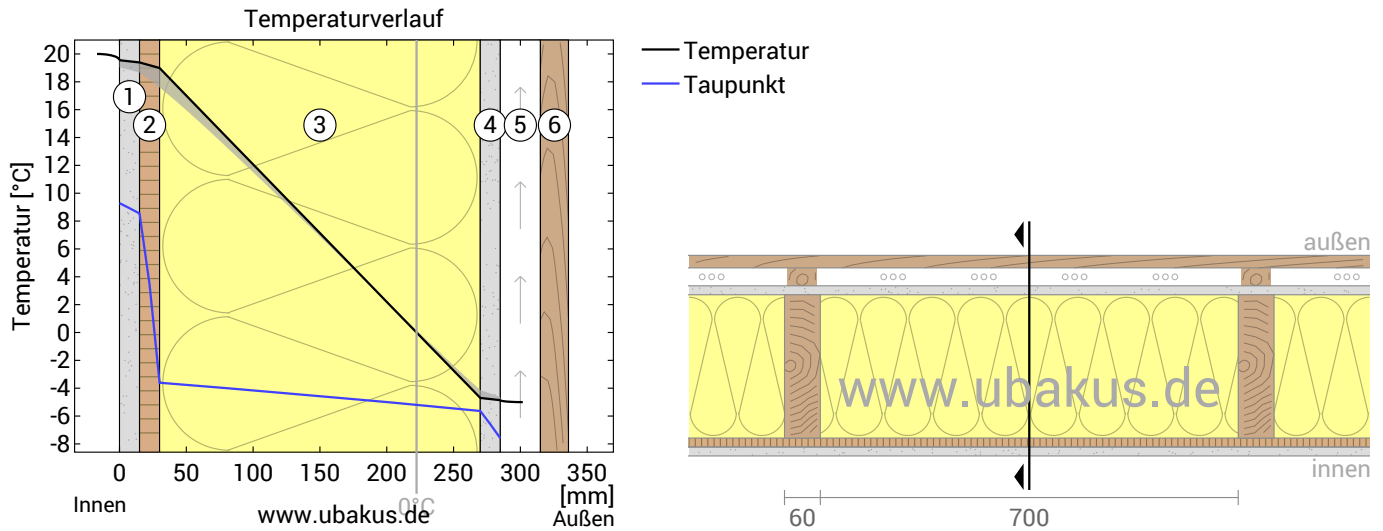 Temperaturverlauf
Temperatur [°C]
20
18
16
14
12
10
8
6
4
2
0
-2
-4
-6
-8
1
2
3
4
5
6
0
50
100
150
200
250
300
350
[mm]
Innen
0°C
www.ubakus.de
Außen
Temperatur
Taupunkt
außen
www.ubakus.de
innen
60
700